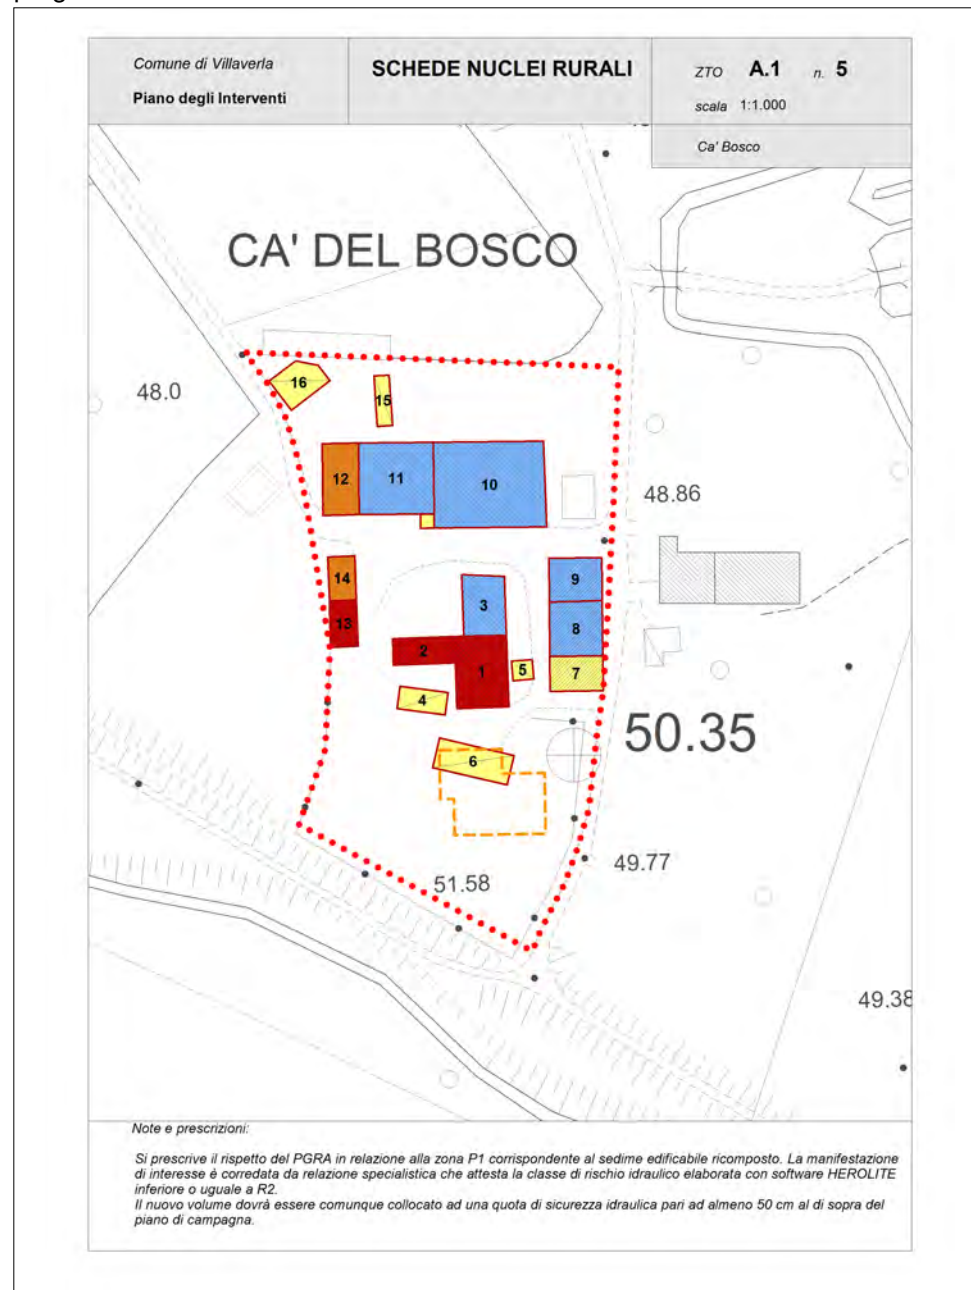 Comune di Villaverla
Piano degli Interventi
SCHEDE NUCLEI RURALI
ZTO A.1 n. 5
scala 1:1.000
Ca' Bosco
CA' DEL BOSCO
16
15
48.0
12
11
10
48.86
14
9
3
13
8
2
1
5
7
4
50.35
6
49.77
51.58
49.38
Note e prescrizioni:
Si prescrive il rispetto del PGRA in relazione alla zona P1 corrispondente al sedime edificabile ricomposto. La manifestazione
di interesse è corredata da relazione specialistica che attesta la classe di rischio idraulico elaborata con software HEROLITE
inferiore o uguale a R2.
Il nuovo volume dovrà essere comunque collocato ad una quota di sicurezza idraulica pari ad almeno 50 cm al di sopra del
piano di campagna.